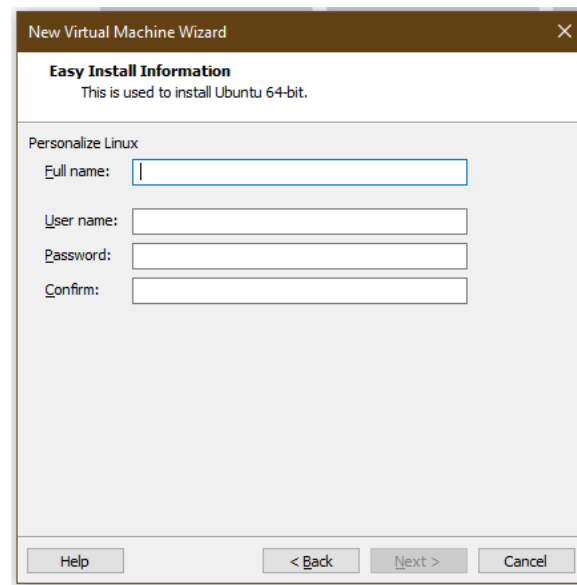 New Virtual Machine Wizard
Easy Install Information
This is used to install Ubuntu 64-bit.
Personalize Linux
Full name:
User name:
Password:
Confirm:
Help < Back Next > Cancel